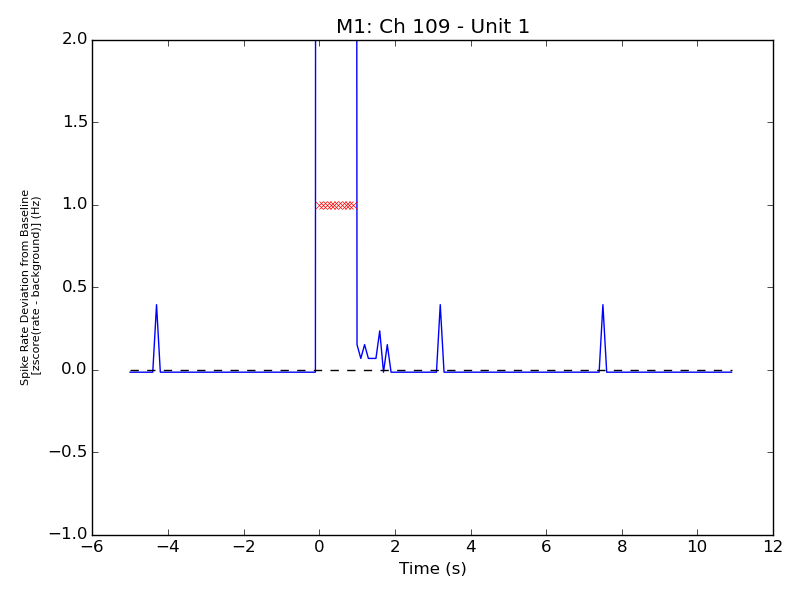 M1: Ch 109 - Unit 1
2.0
1.5
1.0
0.5
0.0
−0.5
−1.0
Spike Rate Deviation from Baseline
[zscore(rate - background)] (Hz)
−6 −4 −2 0 2 4 6 8 10 12
Time (s)